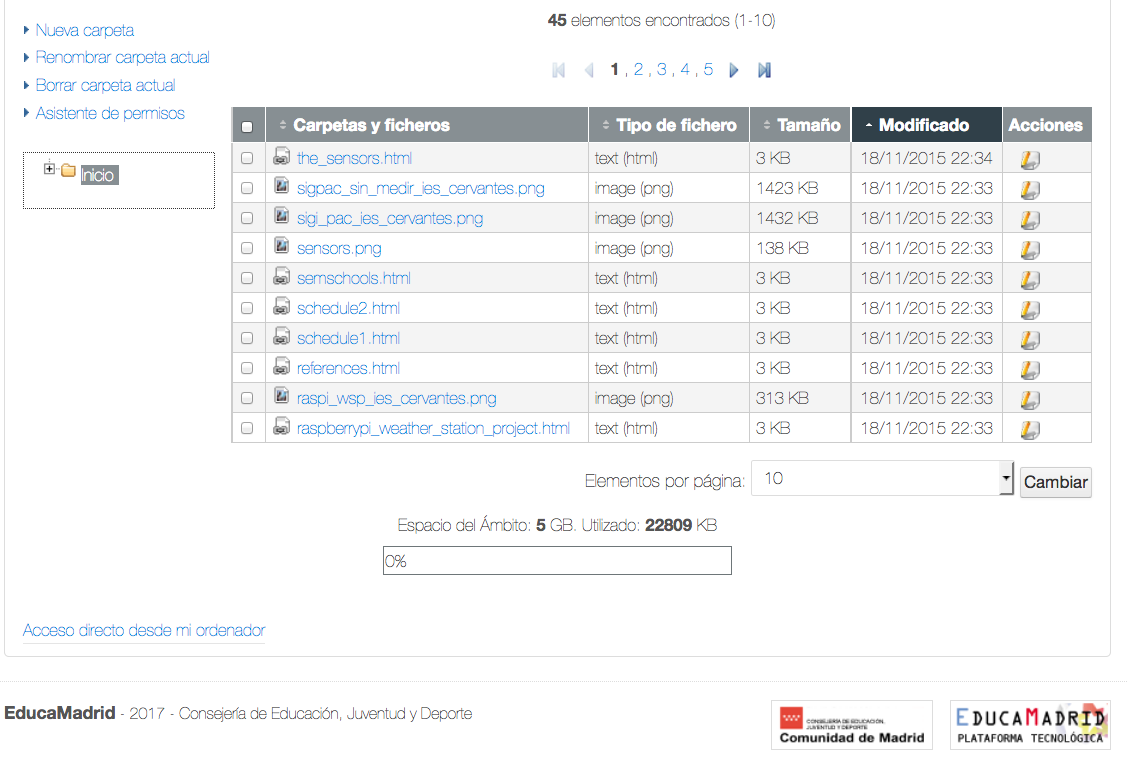 Nueva carpeta
Renombrar carpeta actual
Borrar carpeta actual
Asistente de permisos
Inicio
45 elementos encontrados (1-10)
1 , 2 , 3 , 4 , 5
Carpetas y ficheros Tipo de fichero Tamaño Modificado Acciones
the_sensors.html text (html) 3 KB 18/11/2015 22:34
sigpac_sin_medir_ies_cervantes.png image (png) 1423 KB 18/11/2015 22:33
sigi_pac_ies_cervantes.png image (png) 1432 KB 18/11/2015 22:33
sensors.png image (png) 138 KB 18/11/2015 22:33
semschools.html text (html) 3 KB 18/11/2015 22:33
schedule2.html text (html) 3 KB 18/11/2015 22:33
schedule1.html text (html) 3 KB 18/11/2015 22:33
references.html text (html) 3 KB 18/11/2015 22:33
raspi_wsp_ies_cervantes.png image (png) 313 KB 18/11/2015 22:33
raspberrypi_weather_station_project.html text (html) 3 KB 18/11/2015 22:33
Elementos por página: 10 Cambiar
Espacio del Ámbito: 5 GB. Utilizado: 22809 KB
0%
Acceso directo desde mi ordenador
EducaMadrid - 2017 - Consejería de Educación, Juventud y Deporte
CONSEJERÍA DE EDUCACIÓN,
JUVENTUD Y DEPORTE
Comunidad de Madrid
EDUCAMADRID
PLATAFORMA TECNOLÓGICA